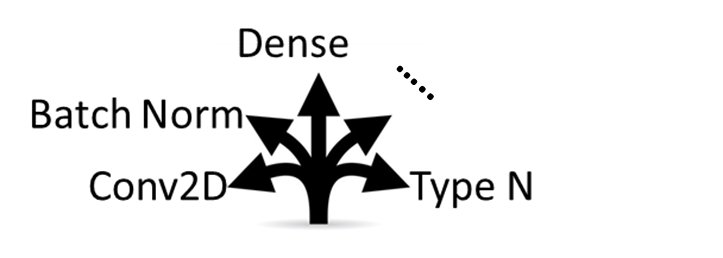 Dense
Batch Norm
Conv2D
Type N